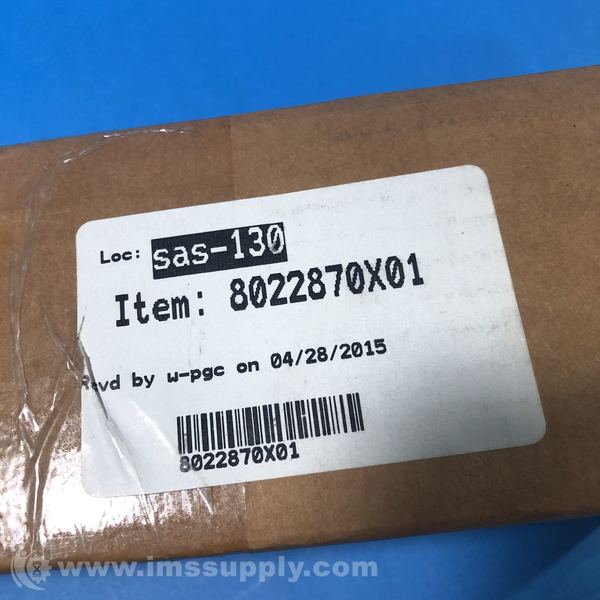 Loc: sas-130
Item: 8022870X01
Rcvd by w-pgc on 04/28/2015
8022870X01
www.imssupply.com